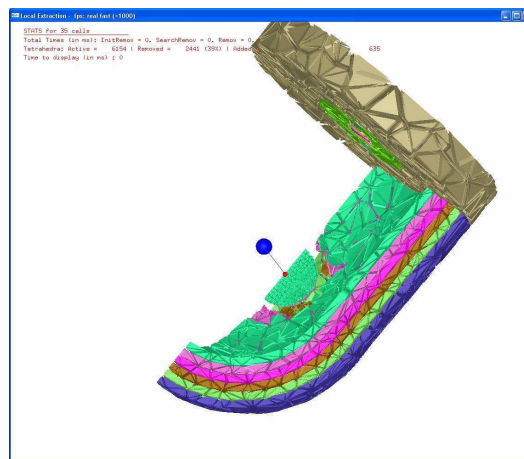 Local Extraction - fps: real fast (>1000)
STATS for 35 calls
Total Times (in ms): InitRemov = 0, SearchRemov = 0, Remov = 0,
Tetrahedra: Active = 6154 ! Removed = 2441 (39%) ! Added 635
Time to display (in ms) : 0